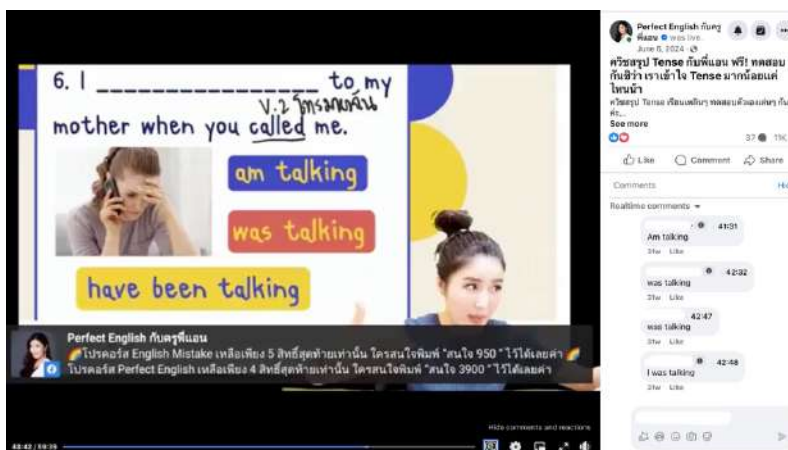 6. I ________________ to my
V.2 โทรมาหาฉัน
mother when you called me.
am talking
was talking
have been talking
Perfect English กับครูพี่แอน
🌈โปรคอร์ส English Mistake เหลือเพียง 5 สิทธิ์สุดท้ายเท่านั้น ใครสนใจพิมพ์ "สนใจ 950 " ไว้ได้เลยค่า 🌈
โปรคอร์ส Perfect English เหลือเพียง 4 สิทธิ์สุดท้ายเท่านั้น ใครสนใจพิมพ์ "สนใจ 3900 " ไว้ได้เลยค่า
Hide comments and reactions
Perfect English กับครู
พี่แอน was live.
June 6, 2024
ควิชสรุป Tense กับพี่แอน ฟรี! ทดสอบ
กันซิว่า เราเข้าใจ Tense มากน้อยแค่
ไหนน้า
See more
37 11K
Like Comment Share
Comments
Realtime comments
41:31
Am talking
31w Like
42:32
was talking
31w Like
42:47
was talking
31w Like
42:48
I was talking
31w Like